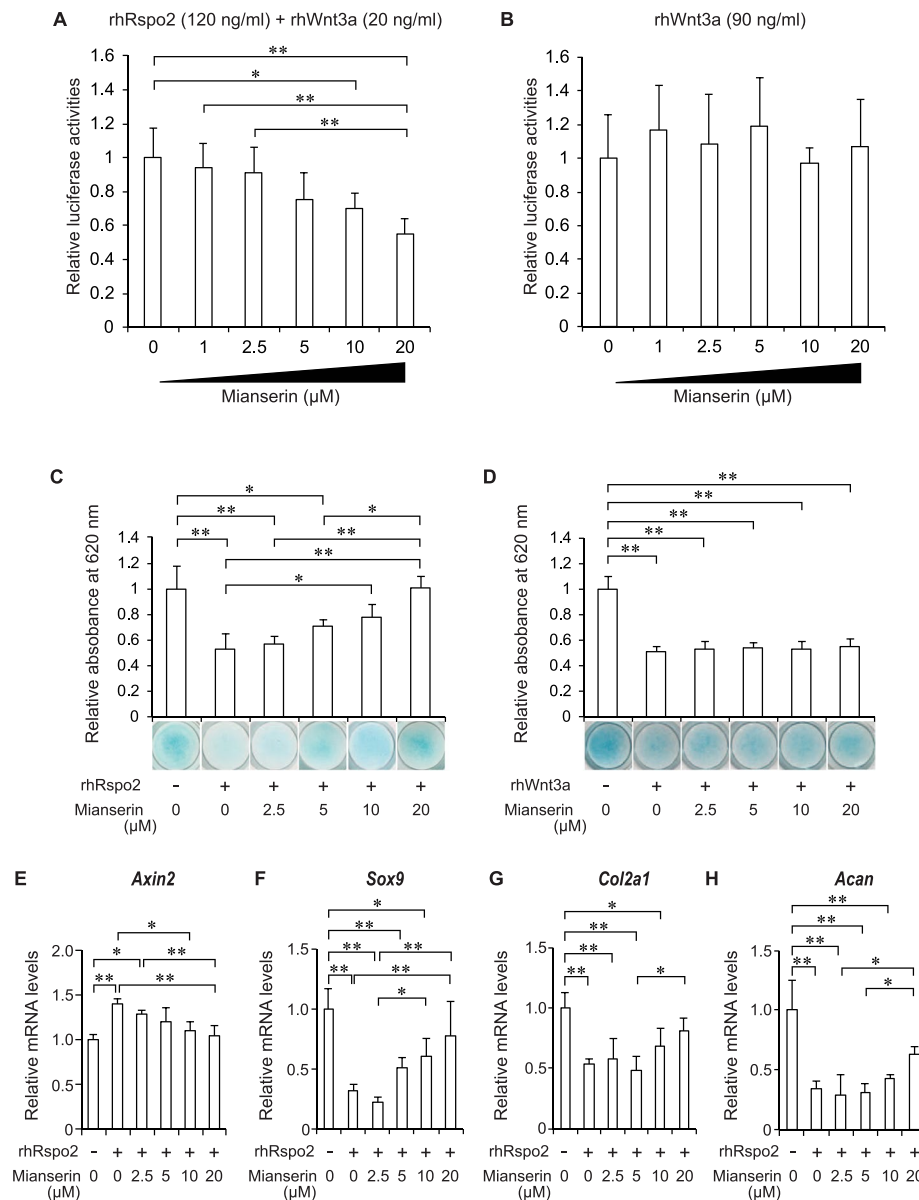 A rhRspo2 (120 ng/ml) + rhWnt3a (20 ng/ml)
Relative luciferase activities
1.6
1.4
1.2
1
0.8
0.6
0.4
0.2
0
**
*
**
**
0 1 2.5 5 10 20
Mianserin (µM)
B rhWnt3a (90 ng/ml)
Relative luciferase activities
1.6
1.4
1.2
1
0.8
0.6
0.4
0.2
0
0 1 2.5 5 10 20
Mianserin (µM)
C
Relative absobance at 620 nm
1.4
1.2
1
0.8
0.6
0.4
0.2
0
*
** *
** **
**
*
rhRspo2 - + + + + +
Mianserin 0 0 2.5 5 10 20
(µM)
D
Relative absobance at 620 nm
1.4
1.2
1
0.8
0.6
0.4
0.2
0
**
**
**
**
**
rhWnt3a - + + + + +
Mianserin 0 0 2.5 5 10 20
(µM)
E Axin2
Relative mRNA levels
2.0
1.5
1.0
0.5
0
*
* **
** **
rhRspo2 - + + + + +
Mianserin 0 0 2.5 5 10 20
(µM)
F Sox9
Relative mRNA levels
1.5
1.0
0.5
0
*
**
** **
** **
*
- + + + + +
0 0 2.5 5 10 20
G Col2a1
Relative mRNA levels
1.5
1.0
0.5
0
*
**
**
** *
- + + + + +
0 0 2.5 5 10 20
H Acan
Relative mRNA levels
1.5
1.0
0.5
0
**
**
**
** *
*
- + + + + +
0 0 2.5 5 10 20